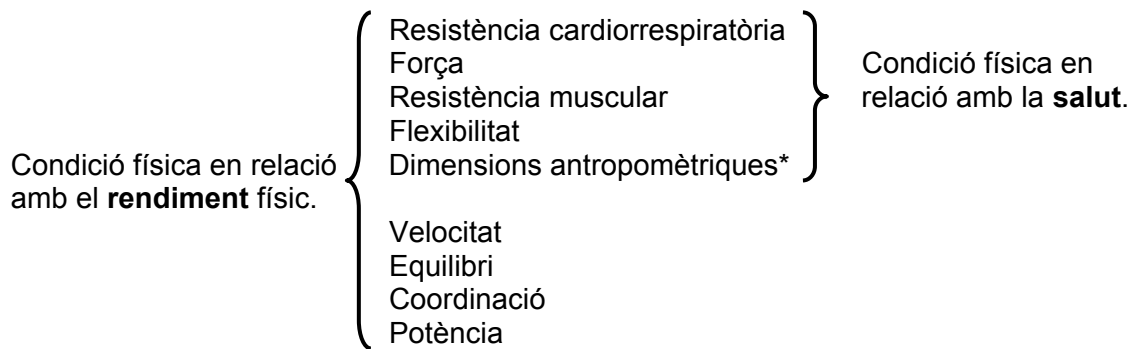 Condició física en relació
amb el rendiment físic.
Resistència cardiorrespiratòria
Força
Resistència muscular
Flexibilitat
Dimensions antropomètriques*
Velocitat
Equilibri
Coordinació
Potència
Condició física en
relació amb la salut.